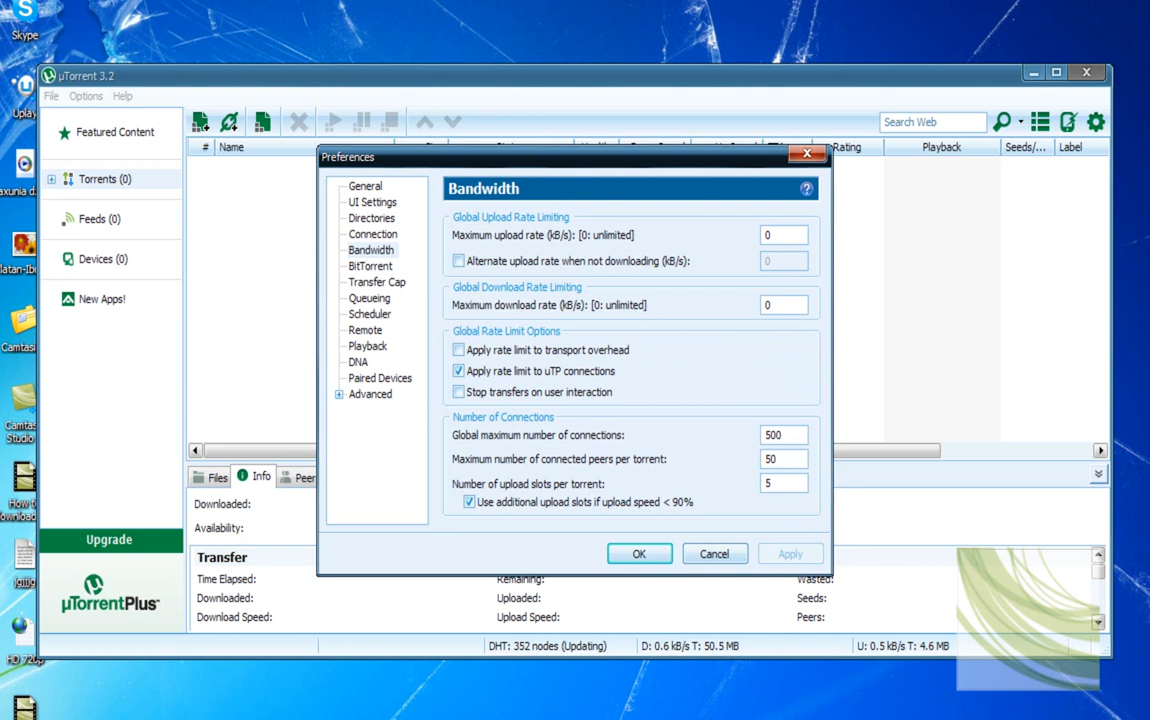 Skype
µTorrent 3.2
File Options Help
Uplay
Featured Content
Search Web
Torrents (0)
# Name
Rating
Playback
Seeds/...
Label
Feeds (0)
Devices (0)
New Apps!
Preferences
General
UI Settings
Directories
Connection
Bandwidth
BitTorrent
Transfer Cap
Queueing
Scheduler
Remote
Playback
DNA
Paired Devices
Advanced
Bandwidth
Global Upload Rate Limiting
Maximum upload rate (kB/s): [0: unlimited] 0
Alternate upload rate when not downloading (kB/s): 0
Global Download Rate Limiting
Maximum download rate (kB/s): [0: unlimited] 0
Global Rate Limit Options
Apply rate limit to transport overhead
Apply rate limit to uTP connections
Stop transfers on user interaction
Number of Connections
Global maximum number of connections: 500
Maximum number of connected peers per torrent: 50
Number of upload slots per torrent: 5
Use additional upload slots if upload speed < 90%
OK Cancel Apply
Files Info Peer
Downloaded:
Availability:
Transfer
Time Elapsed: Remaining: Wasted:
Downloaded: Uploaded: Seeds:
Download Speed: Upload Speed: Peers:
Upgrade
µTorrentPlus
DHT: 352 nodes (Updating) D: 0.6 kB/s T: 50.5 MB U: 0.5 kB/s T: 4.6 MB
Camtasi
Camtas
Studio
HD 720p